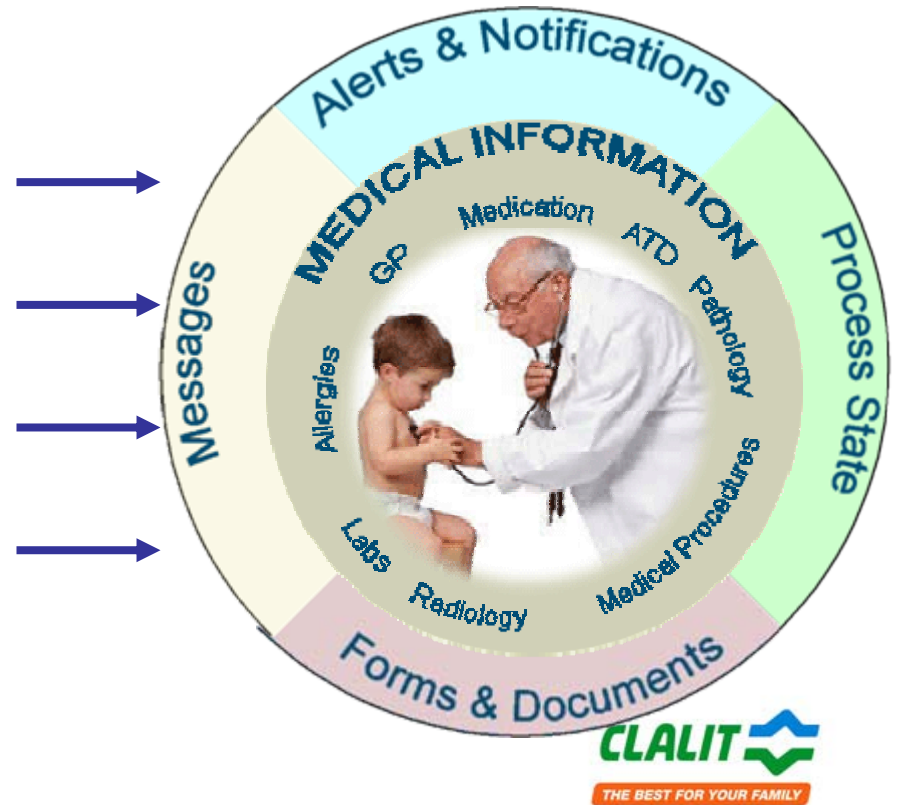 Alerts & Notifications
Process State
Forms & Documents
Messages
MEDICAL INFORMATION
GP
Medication
ATD
Pathology
Medical Procedures
Radiology
Labs
Allergies
CLALIT
THE BEST FOR YOUR FAMILY